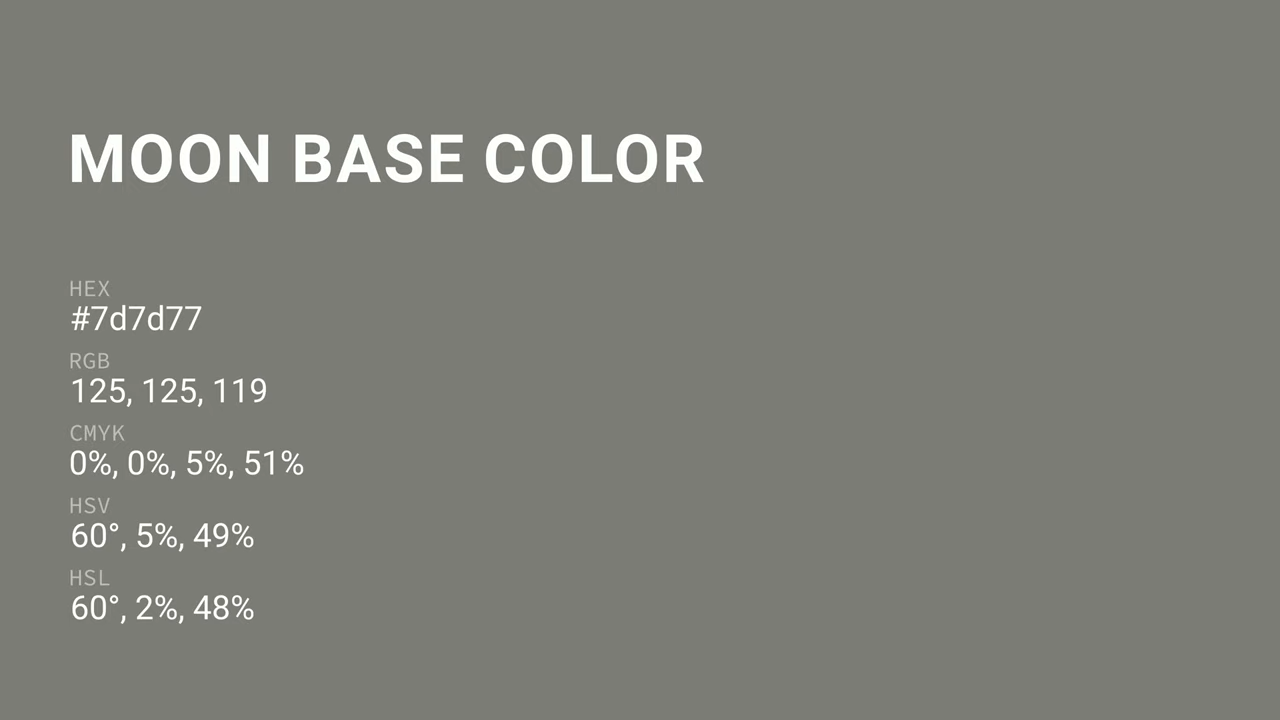 MOON BASE COLOR
HEX
#7d7d77
RGB
125, 125, 119
CMYK
0%, 0%, 5%, 51%
HSV
60°, 5%, 49%
HSL
60°, 2%, 48%